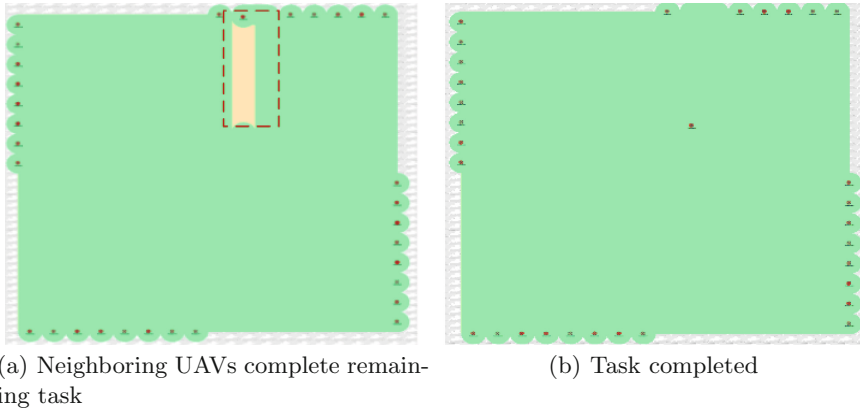 (a) Neighboring UAVs complete remain-
ing task
(b) Task completed